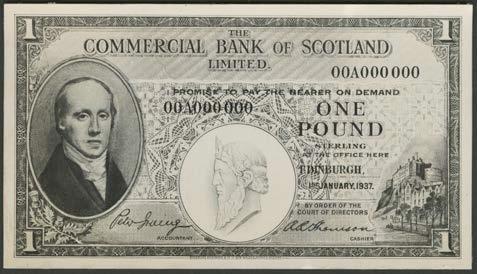 1 THE 1
COMMERCIAL BANK OF SCOTLAND
LIMITED.
00A000000
PROMISE TO PAY THE BEARER ON DEMAND
00A000000
ONE
POUND
STERLING
AT THE OFFICE HERE
EDINBURGH,
JANUARY, 1937.
BY ORDER OF THE
COURT OF DIRECTORS
ACCOUNTANT
CASHIER
1 1